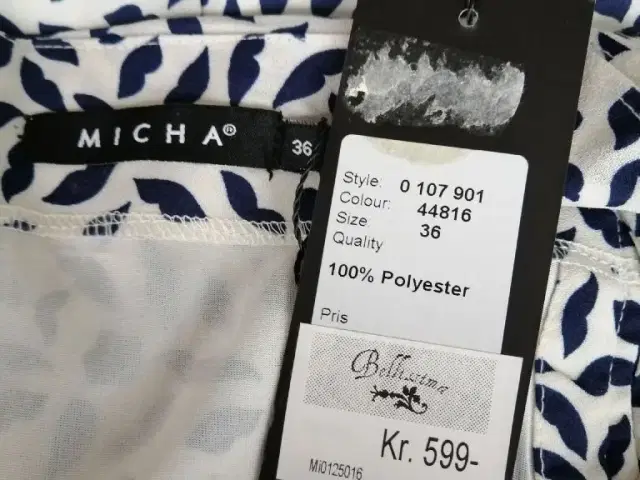 MICHA®
36
Style: 0 107 901
Colour: 44816
Size: 36
Quality
100% Polyester
Pris
Bellissima
Kr. 599-
MI0125016